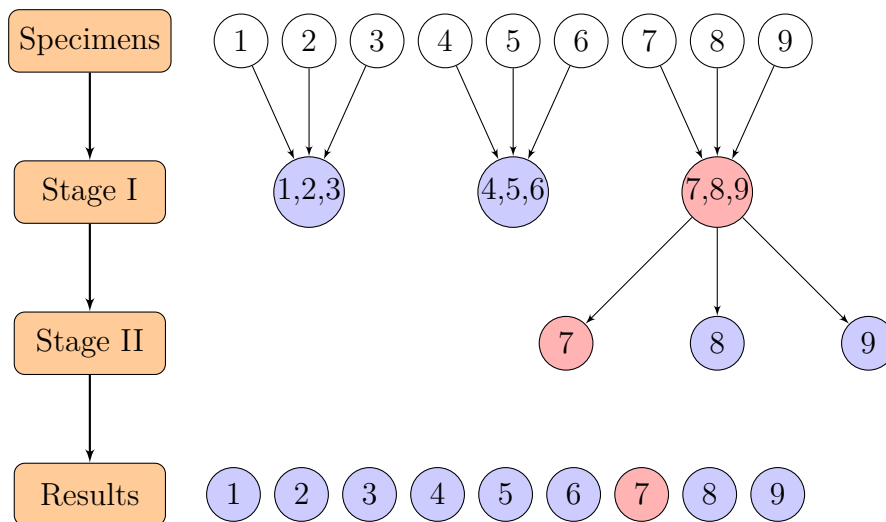 Specimens 1 2 3 4 5 6 7 8 9
Stage I 1,2,3 4,5,6 7,8,9
Stage II 7 8 9
Results 1 2 3 4 5 6 7 8 9